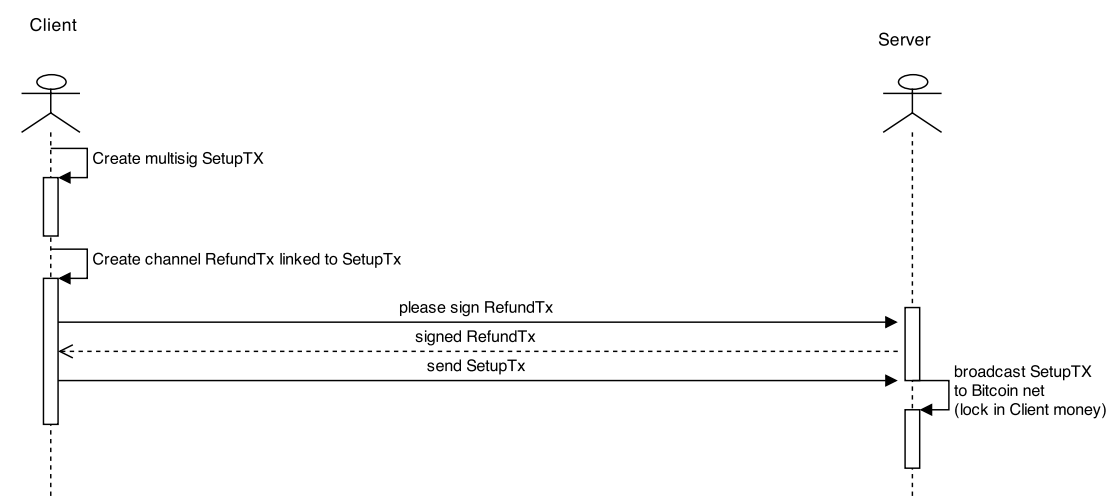 Client
Server
Create multisig SetupTX
Create channel RefundTx linked to SetupTx
please sign RefundTx
signed RefundTx
send SetupTx
broadcast SetupTX
to Bitcoin net
(lock in Client money)